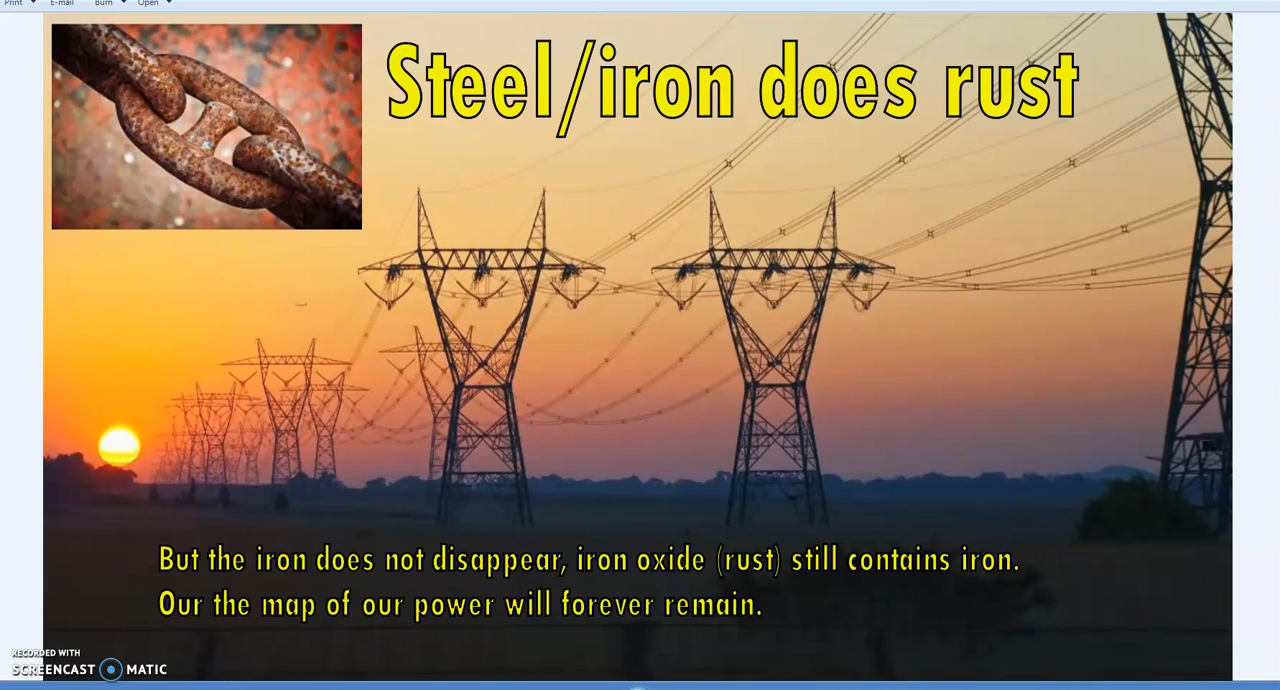 Print E-mail Burn Open
Steel/iron does rust
But the iron does not disappear, iron oxide (rust) still contains iron.
Our the map of our power will forever remain.
RECORDED WITH
SCREENCAST MATIC